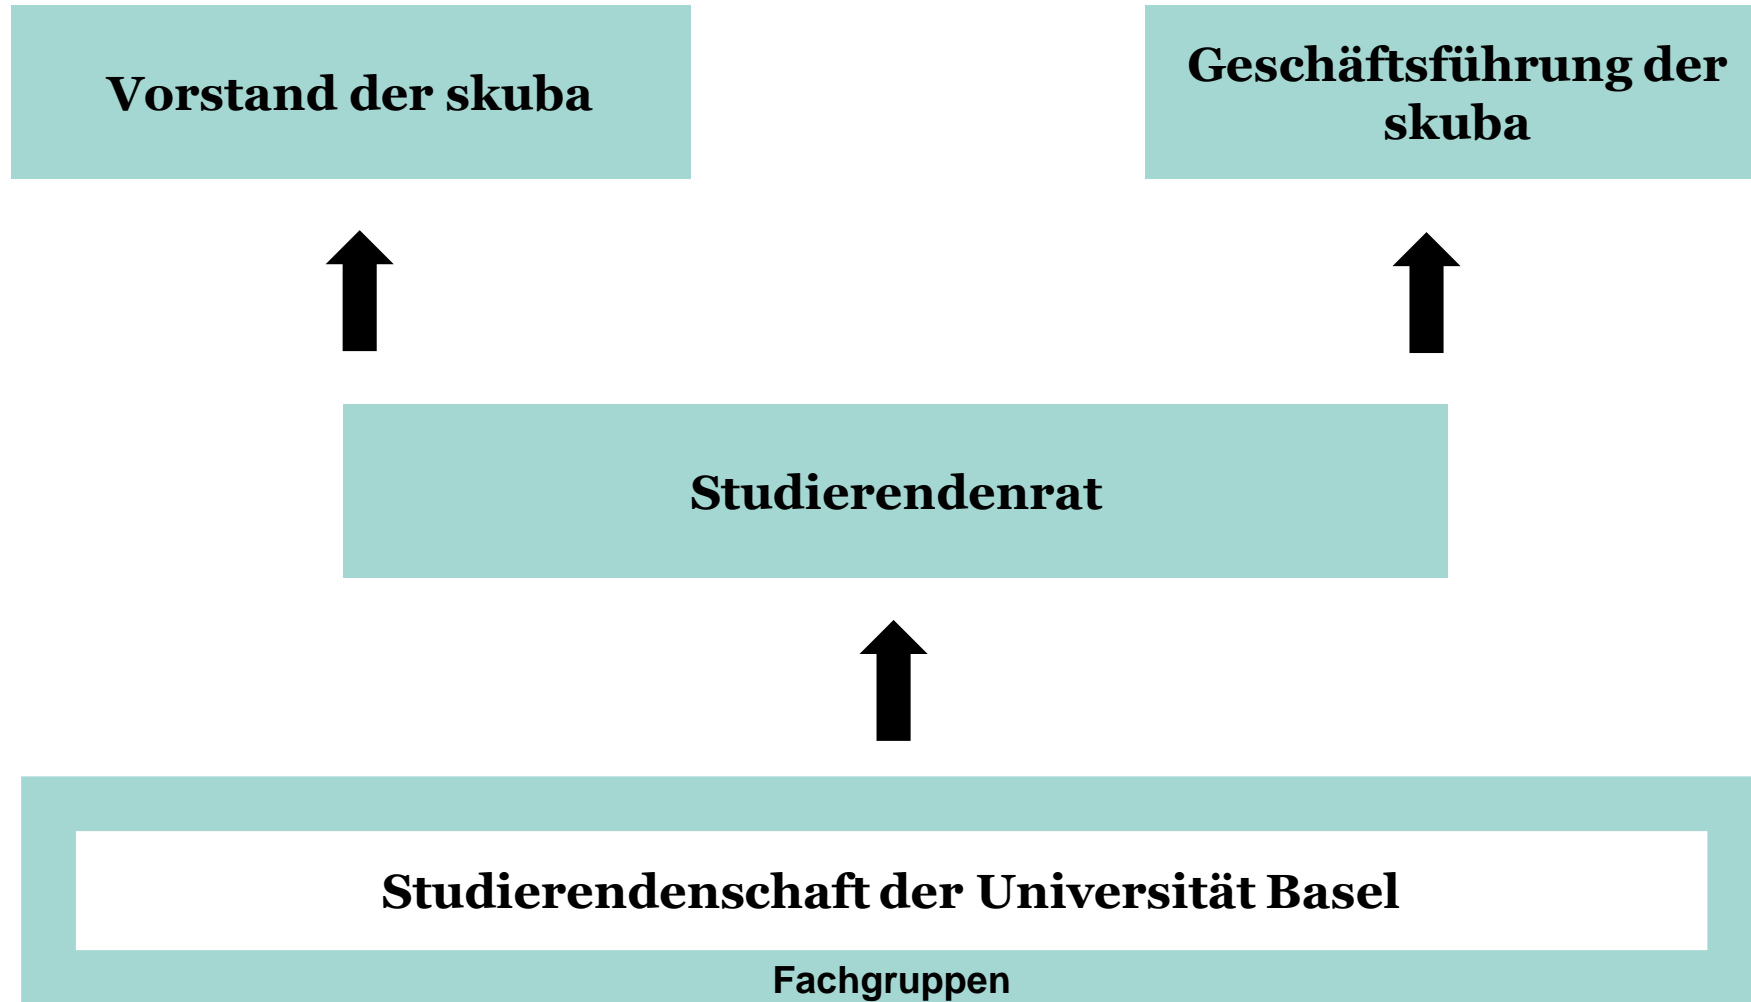 Vorstand der skuba
Geschäftsführung der
skuba
Studierendenrat
Studierendenschaft der Universität Basel
Fachgruppen